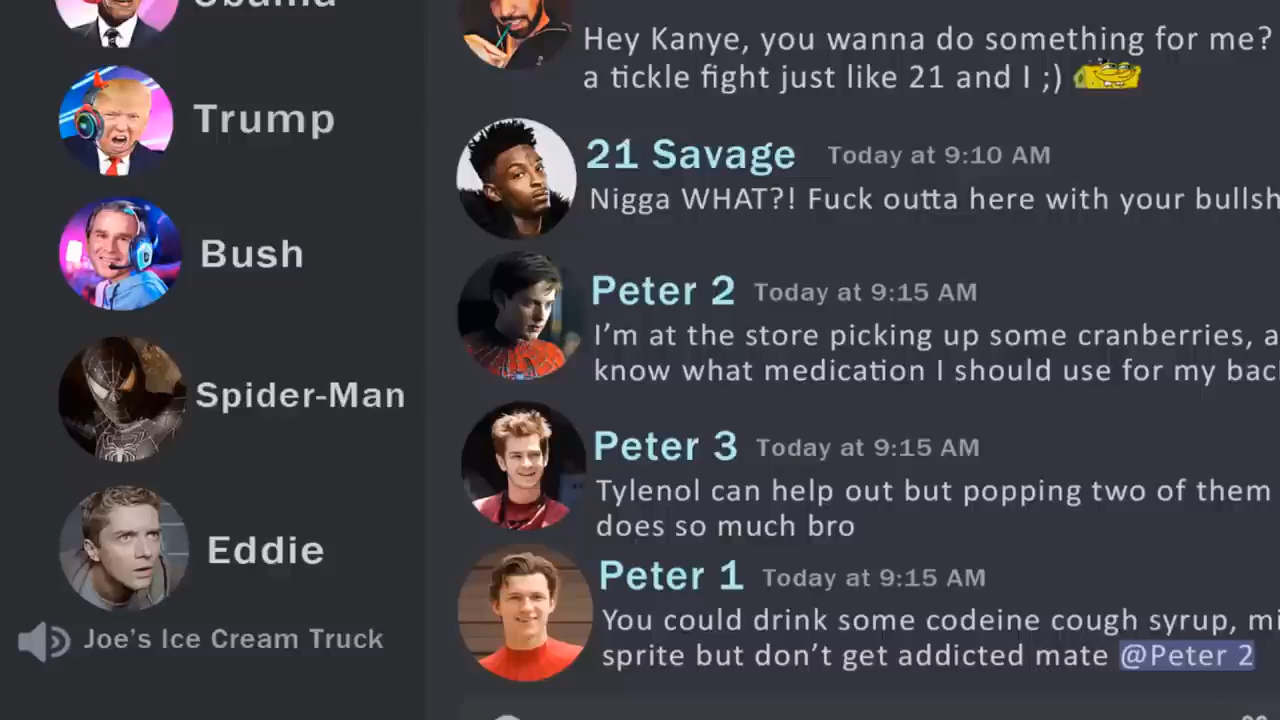 Obama
Trump
Bush
Spider-Man
Eddie
Joe's Ice Cream Truck
Hey Kanye, you wanna do something for me?
a tickle fight just like 21 and I ;)
21 Savage Today at 9:10 AM
Nigga WHAT?! Fuck outta here with your bullsh
Peter 2 Today at 9:15 AM
I'm at the store picking up some cranberries, a
know what medication I should use for my bac
Peter 3 Today at 9:15 AM
Tylenol can help out but popping two of them
does so much bro
Peter 1 Today at 9:15 AM
You could drink some codeine cough syrup, mi
sprite but don't get addicted mate @Peter 2